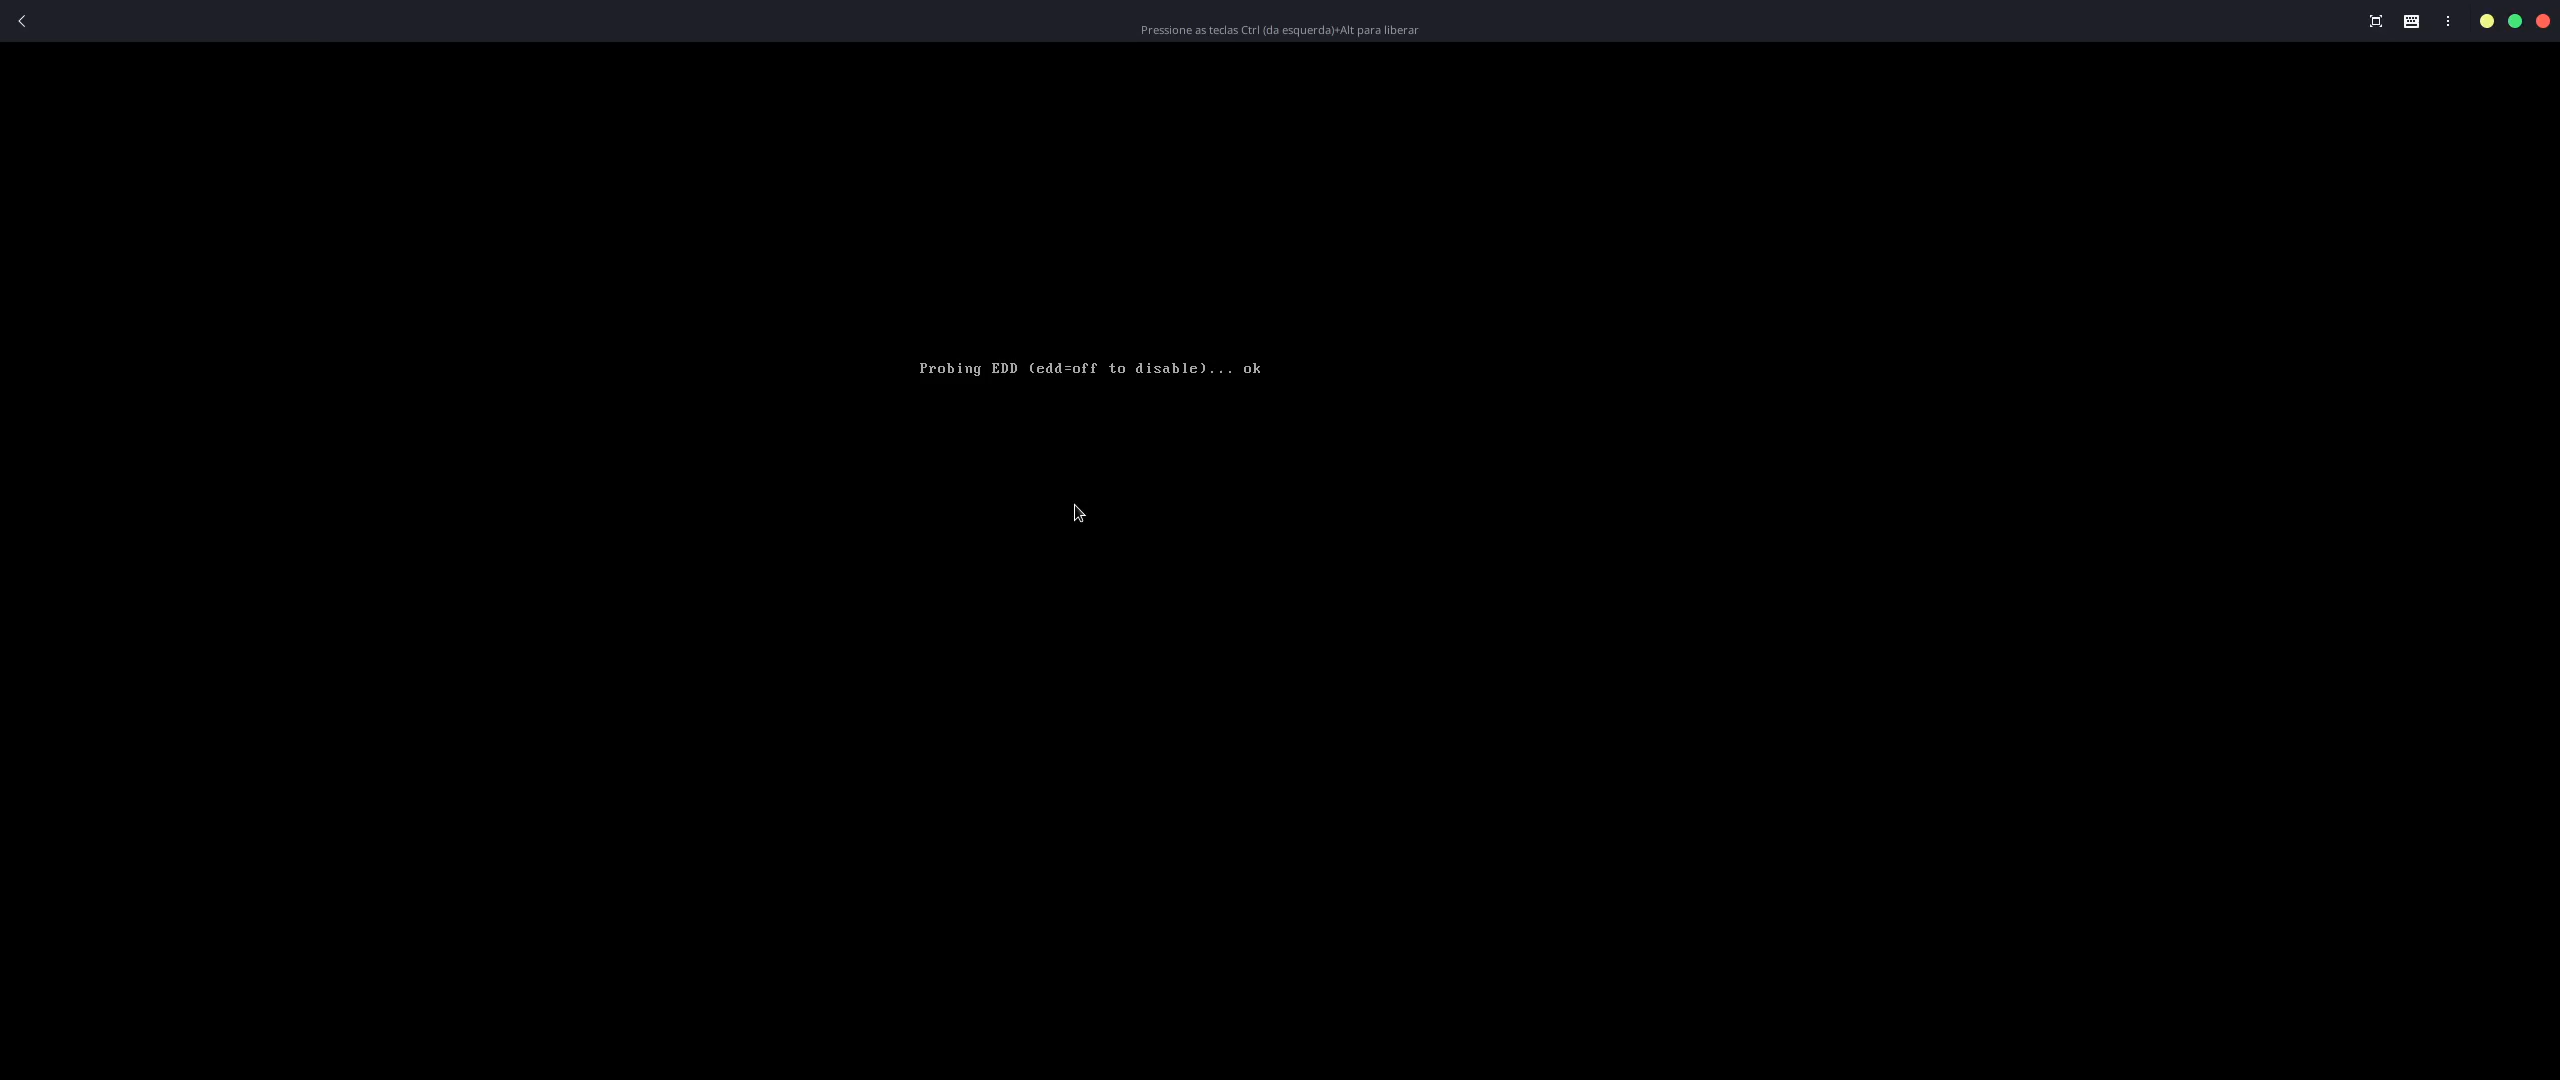 Pressione as teclas Ctrl (da esquerda)+Alt para liberar
Probing EDD (edd=off to disable)... ok